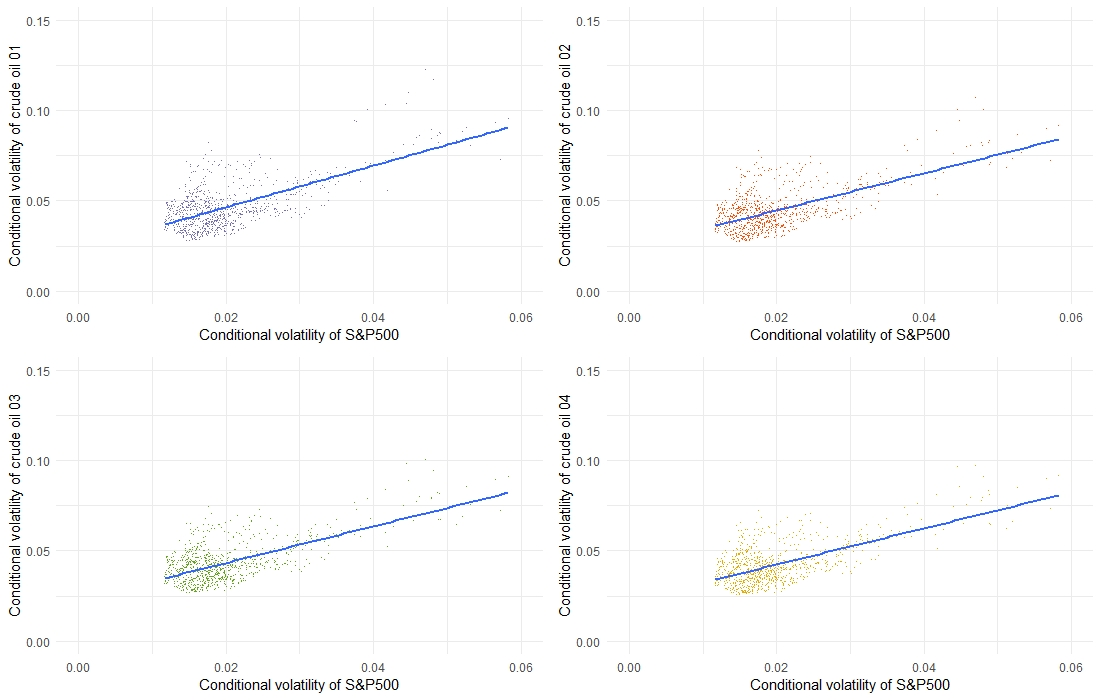 Conditional volatility of crude oil 01
0.15
0.10
0.05
0.00
0.00 0.02 0.04 0.06
Conditional volatility of S&P500
Conditional volatility of crude oil 02
0.15
0.10
0.05
0.00
0.00 0.02 0.04 0.06
Conditional volatility of S&P500
Conditional volatility of crude oil 03
0.15
0.10
0.05
0.00
0.00 0.02 0.04 0.06
Conditional volatility of S&P500
Conditional volatility of crude oil 04
0.15
0.10
0.05
0.00
0.00 0.02 0.04 0.06
Conditional volatility of S&P500